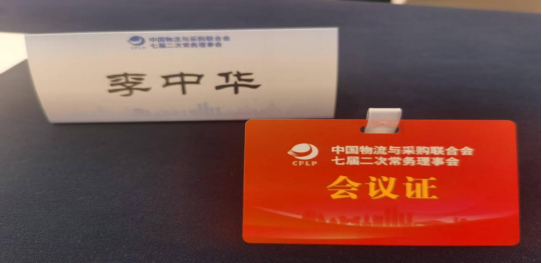 中国物流与采购联合会
七届二次常务理事会
李中华
CFLP
中国物流与采购联合会
七届二次常务理事会
会议证